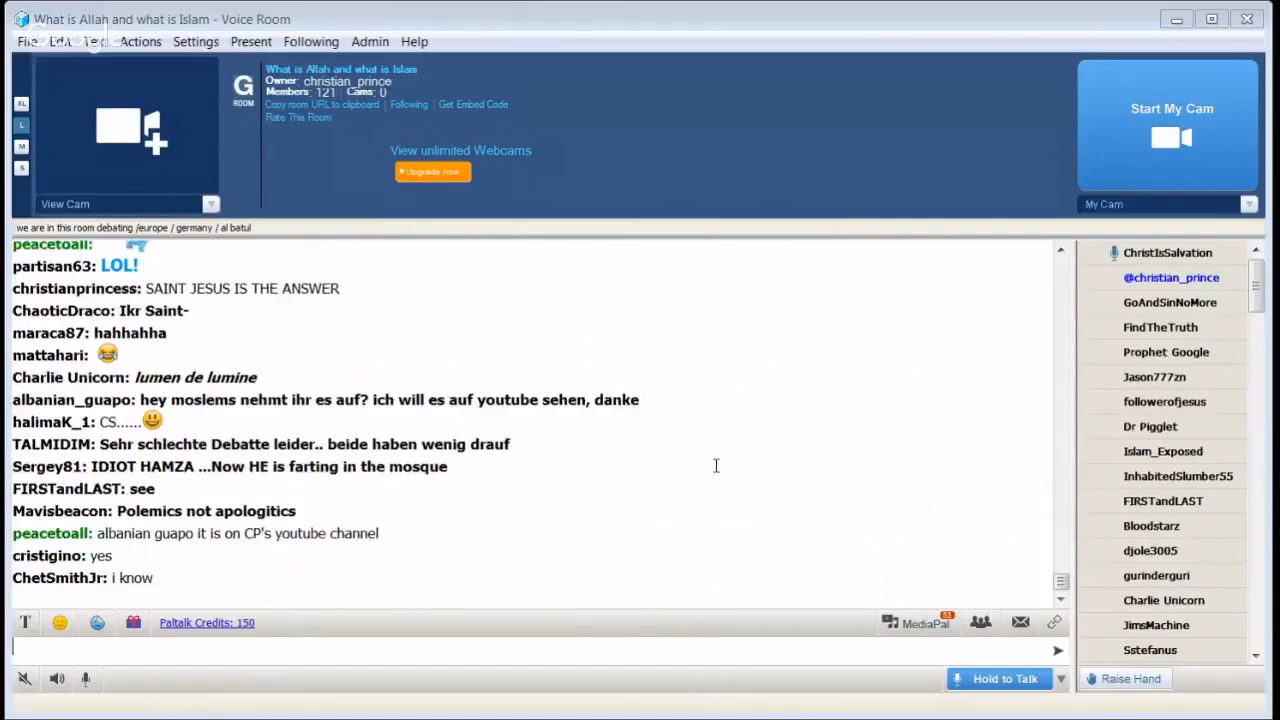 What is Allah and what is Islam - Voice Room
File Edit Text Actions Settings Present Following Admin Help
Google
XL
L
M
S
G
ROOM
What is Allah and what is Islam
Owner: christian_prince
Members: 121 Cams: 0
Copy room URL to clipboard | Following | Get Embed Code
Rate This Room
View unlimited Webcams
Upgrade now
Start My Cam
View Cam
My Cam
we are in this room debating /europe / germany / al batul
peacetoall:
partisan63: LOL!
christianprincess: SAINT JESUS IS THE ANSWER
ChaoticDraco: Ikr Saint-
maraca87: hahhahha
mattahari:
Charlie Unicorn: lumen de lumine
albanian_guapo: hey moslems nehmt ihr es auf? ich will es auf youtube sehen, danke
halimaK_1: CS......
TALMIDIM: Sehr schlechte Debatte leider.. beide haben wenig drauf
Sergey81: IDIOT HAMZA ...Now HE is farting in the mosque
FIRSTandLAST: see
Mavisbeacon: Polemics not apologitics
peacetoall: albanian guapo it is on CP's youtube channel
cristigino: yes
ChetSmithJr: i know
ChristIsSalvation
@christian_prince
GoAndSinNoMore
FindTheTruth
Prophet Google
Jason777zn
followerofjesus
Dr Pigglet
Islam_Exposed
InhabitedSlumber55
FIRSTandLAST
Bloodstarz
djole3005
gurinderguri
Charlie Unicorn
JimsMachine
Sstefanus
T
Paltalk Credits: 150
MediaPal
53
Hold to Talk
Raise Hand